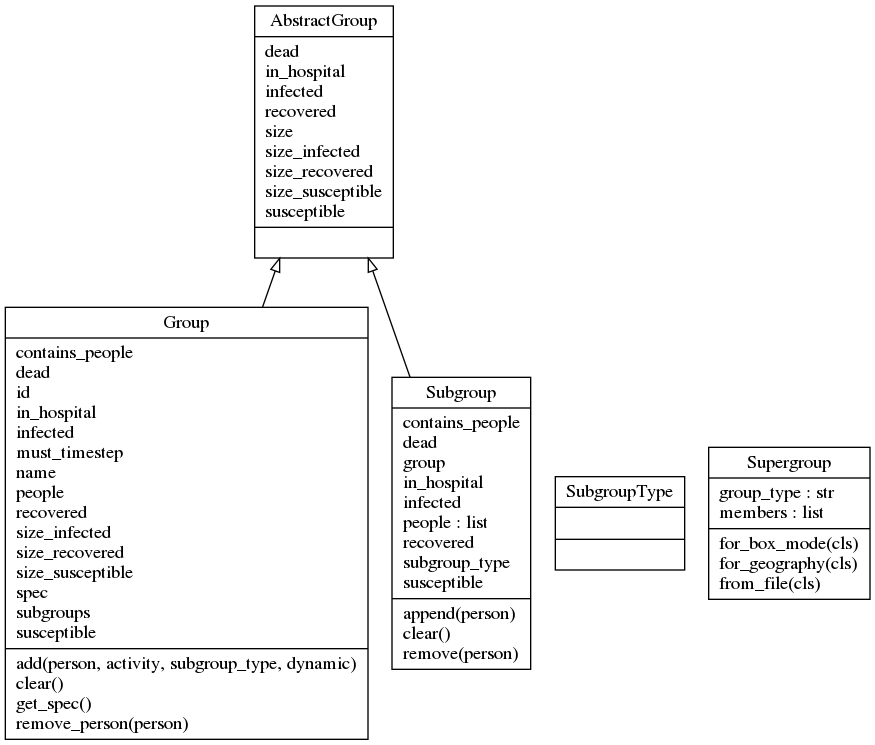 AbstractGroup
dead
in_hospital
infected
recovered
size
size_infected
size_recovered
size_susceptible
susceptible
Group
contains_people
dead
id
in_hospital
infected
must_timestep
name
people
recovered
size_infected
size_recovered
size_susceptible
spec
subgroups
susceptible
add(person, activity, subgroup_type, dynamic)
clear()
get_spec()
remove_person(person)
Subgroup
contains_people
dead
group
in_hospital
infected
people : list
recovered
subgroup_type
susceptible
append(person)
clear()
remove(person)
SubgroupType
Supergroup
group_type : str
members : list
for_box_mode(cls)
for_geography(cls)
from_file(cls)